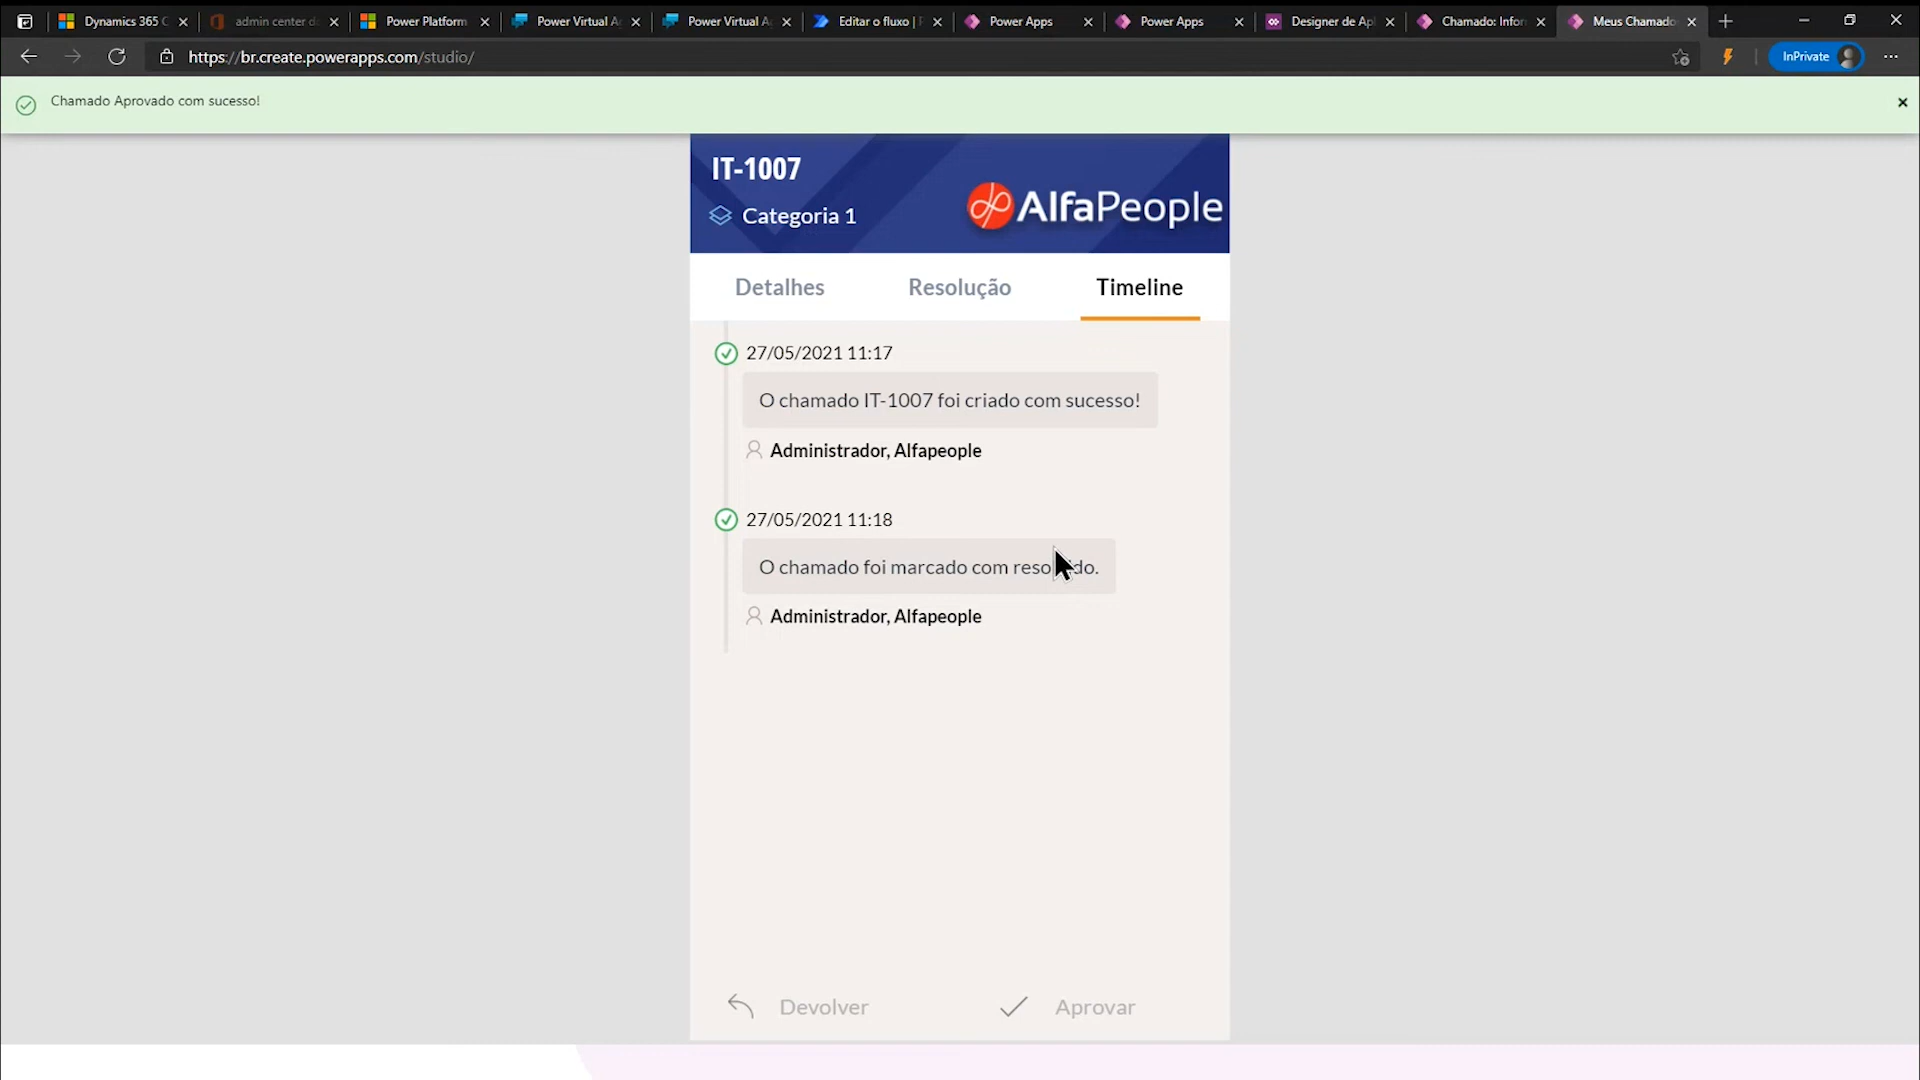 Dynamics 365 C
admin center d
Power Platform
Power Virtual A
Power Virtual A
Editar o fluxo |
Power Apps
Power Apps
Designer de Ap
Chamado: Infor
Meus Chamado
https://br.create.powerapps.com/studio/
InPrivate
Chamado Aprovado com sucesso!
IT-1007
Categoria 1
AlfaPeople
Detalhes
Resolução
Timeline
27/05/2021 11:17
O chamado IT-1007 foi criado com sucesso!
Administrador, Alfapeople
27/05/2021 11:18
O chamado foi marcado com
Administrador, Alfapeople
Devolver
Aprovar